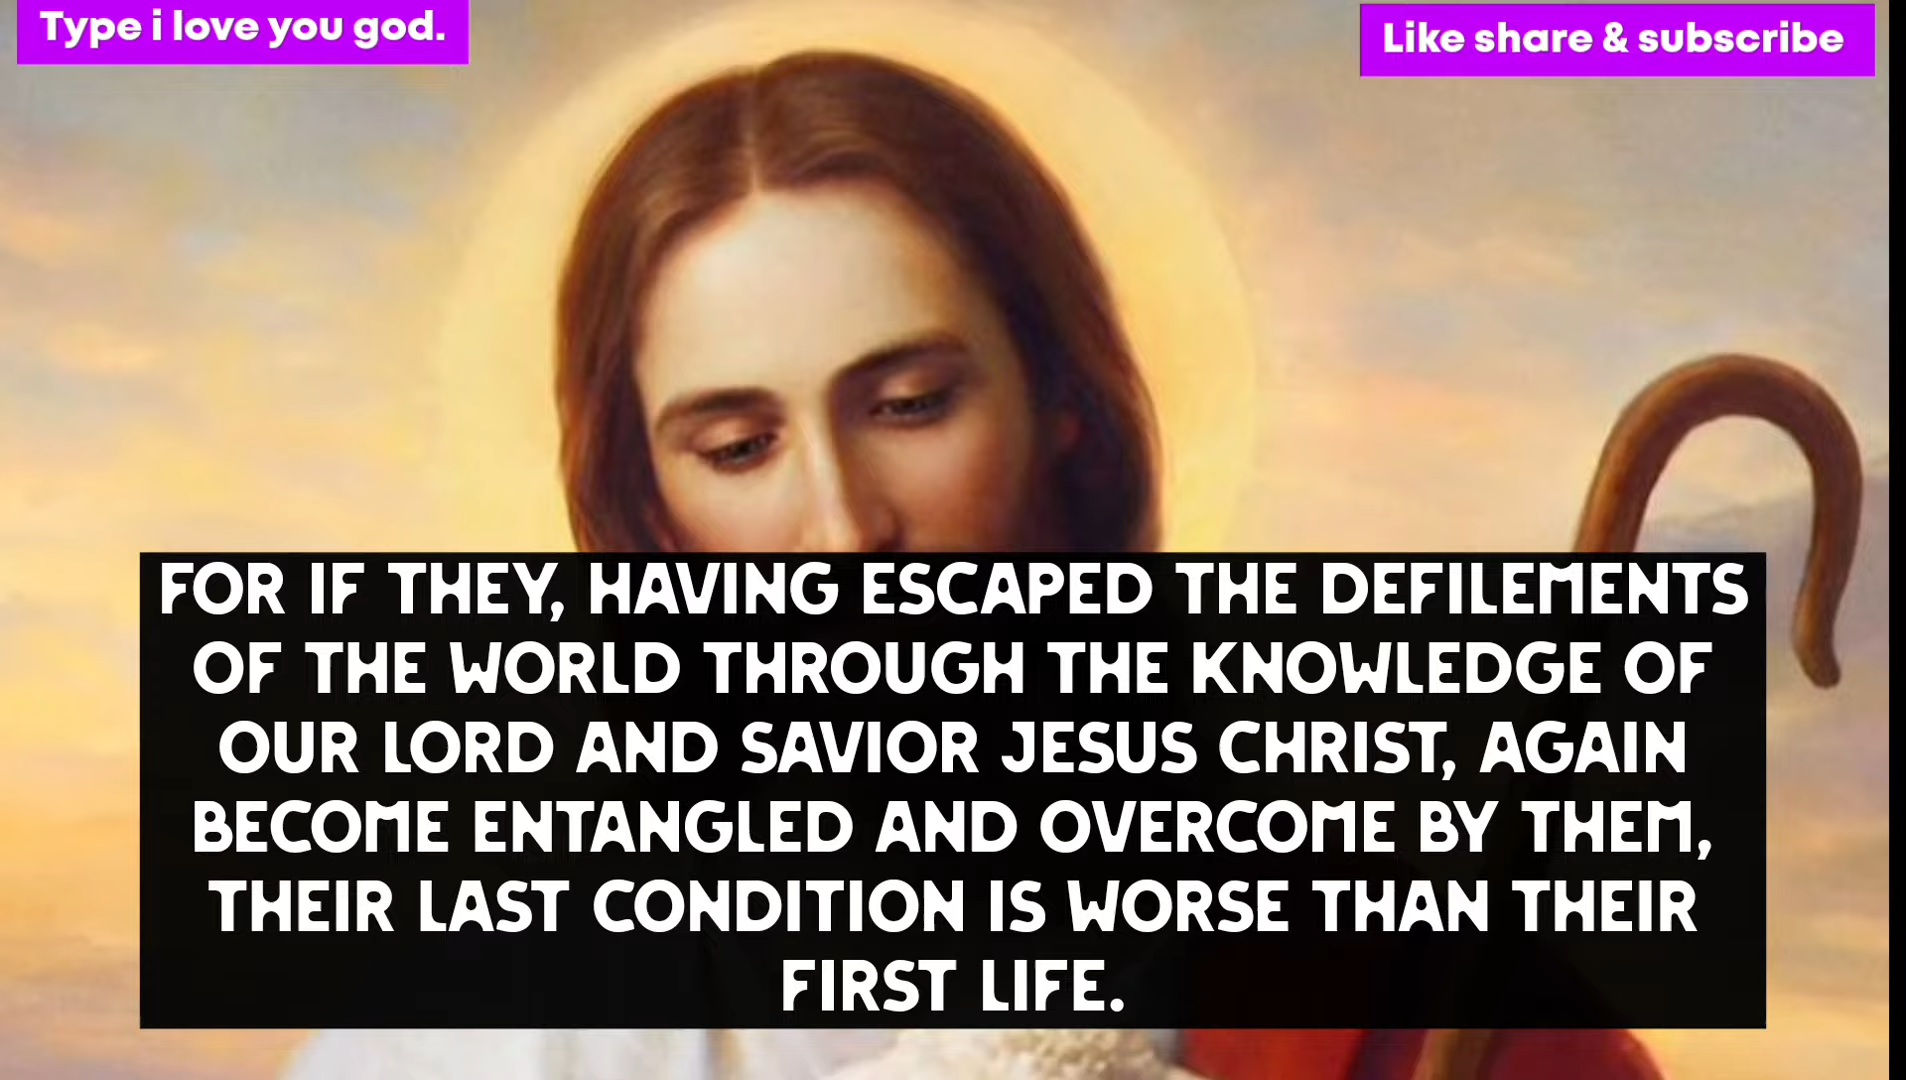 Type i love you god.
Like share & subscribe
FOR IF THEY, HAVING ESCAPED THE DEFILEMENTS
OF THE WORLD THROUGH THE KNOWLEDGE OF
OUR LORD AND SAVIOR JESUS CHRIST, AGAIN
BECOME ENTANGLED AND OVERCOME BY THEM,
THEIR LAST CONDITION IS WORSE THAN THEIR
FIRST LIFE.